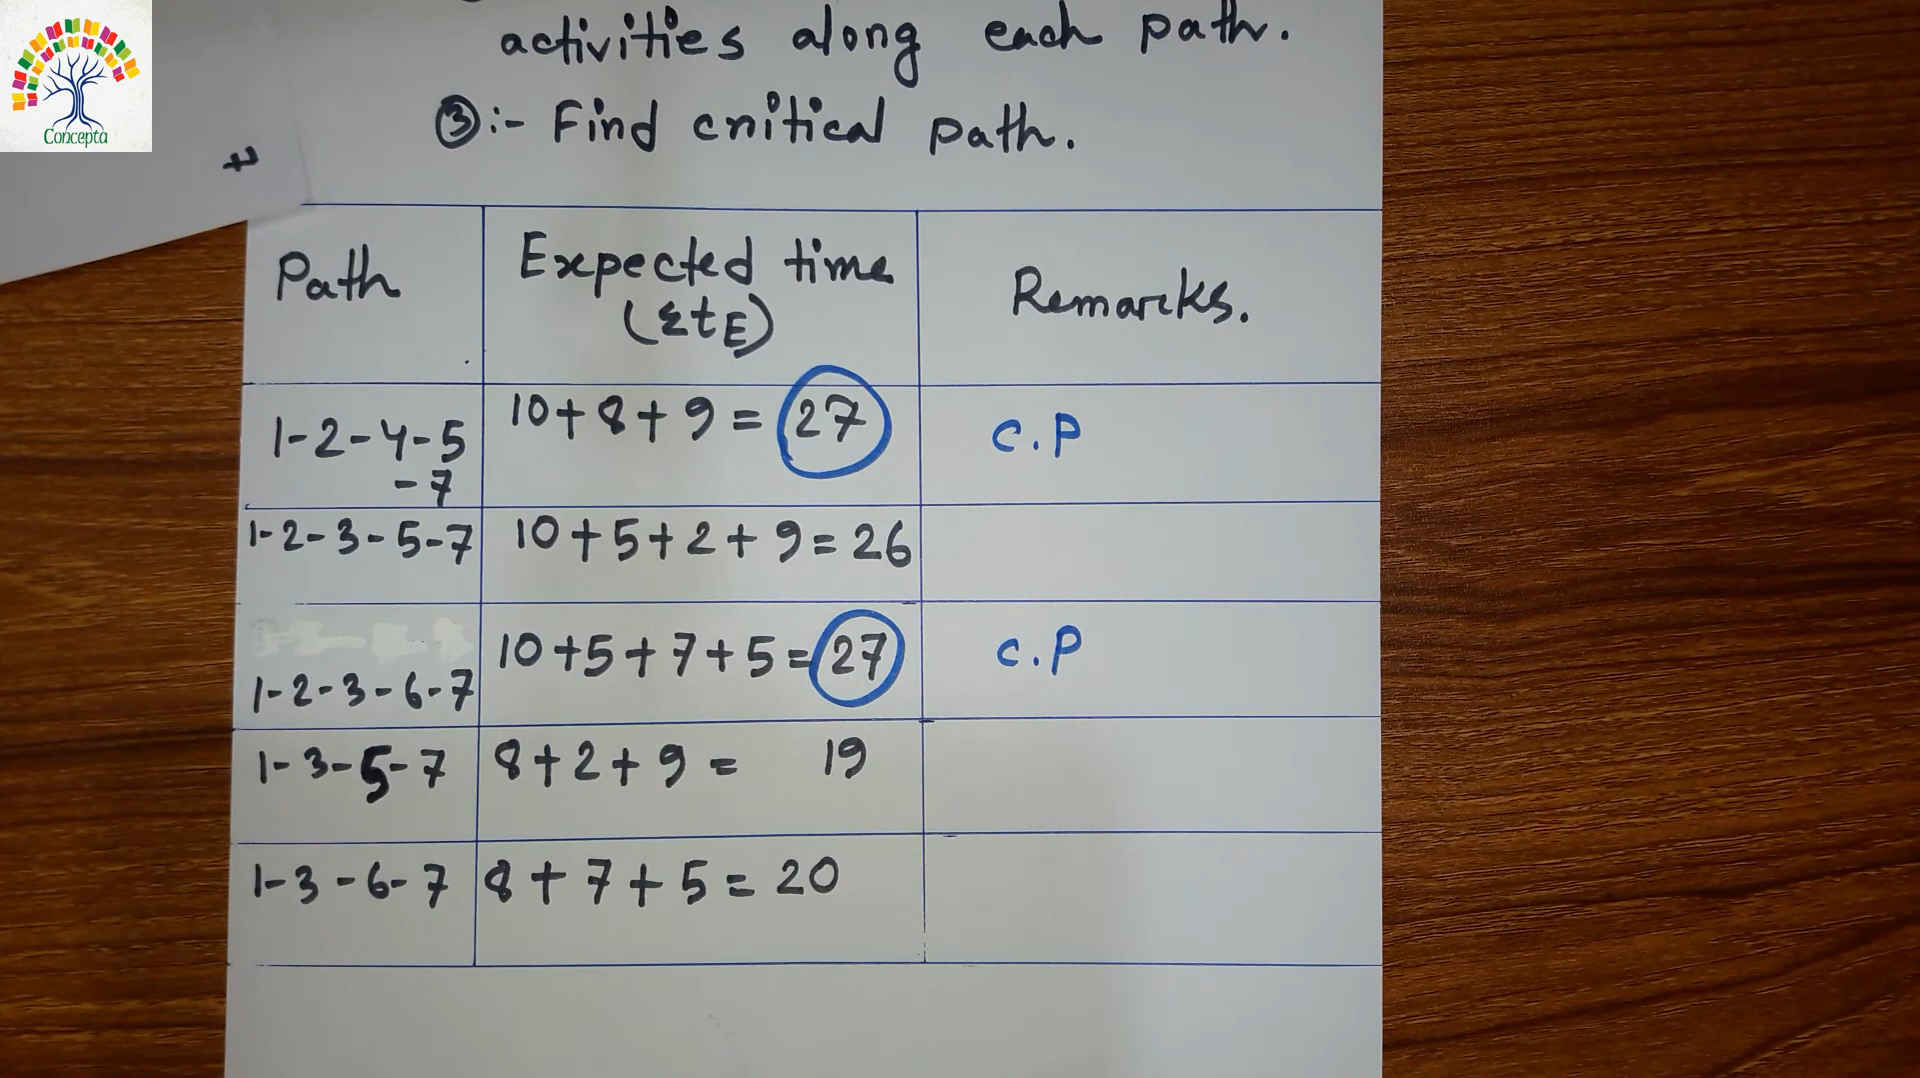 Concepta
activities along each path.
③:- Find critical path.
Path
Expected time
(ΣtE)
Remarks.
1-2-4-5
-7
10+8+9=27
C.P
1-2-3-5-7
10+5+2+9=26
1-2-3-6-7
10+5+7+5=27
C.P
1-3-5-7
8+2+9= 19
1-3-6-7
8+7+5=20